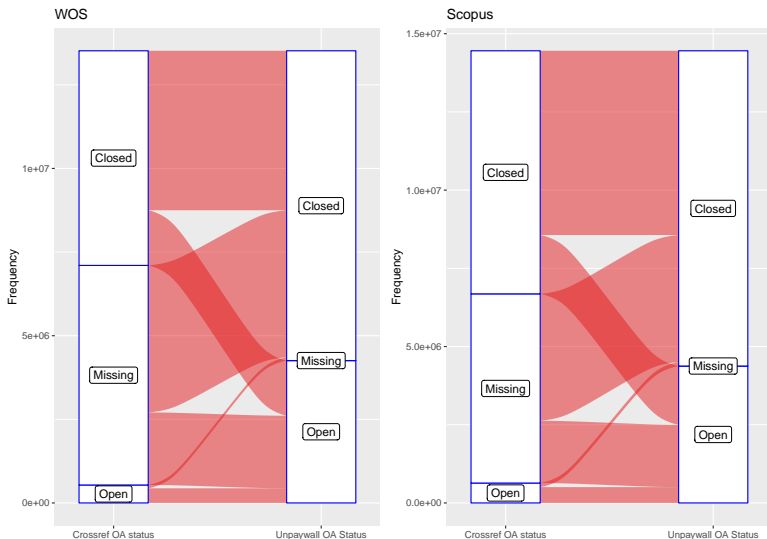 WOS
Frequency
1e+07
5e+06
0e+00
Closed
Missing
Open
Closed
Missing
Open
Crossref OA status
Unpaywall OA Status
Scopus
Frequency
1.5e+07
1.0e+07
5.0e+06
0.0e+00
Closed
Missing
Open
Closed
Missing
Open
Crossref OA status
Unpaywall OA Status